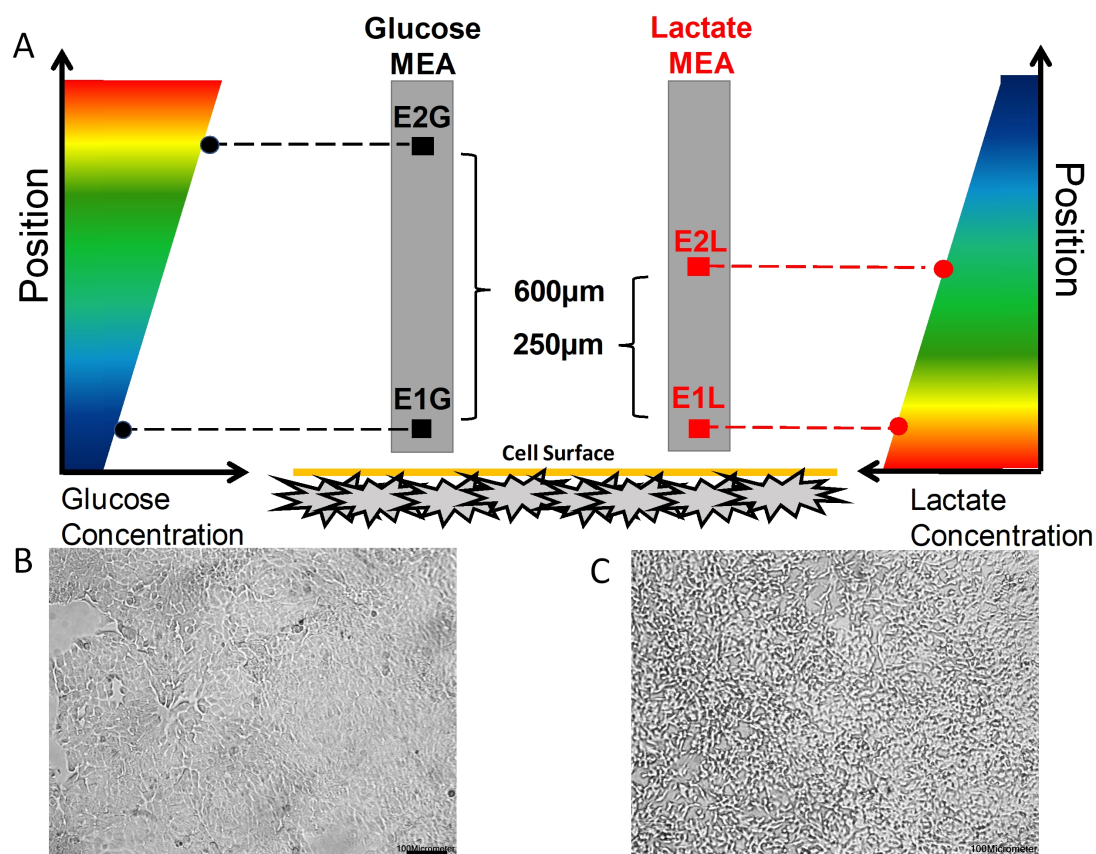 A
Glucose
MEA
Lactate
MEA
E2G
E2L
600µm
250µm
E1G
E1L
Position
Position
Cell Surface
Glucose
Concentration
Lactate
Concentration
B
C
100Micrometer
100Micrometer